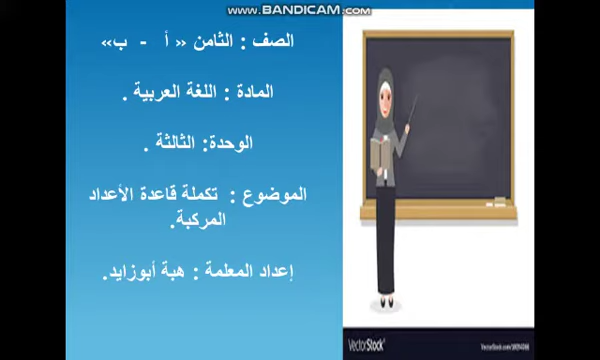 www.BANDICAM.com
الصف : الثامن « أ - ب»
المادة : اللغة العربية .
الوحدة: الثالثة .
الموضوع : تكملة قاعدة الأعداد
المركبة.
إعداد المعلمة : هبة أبوزايد.
VectorStock